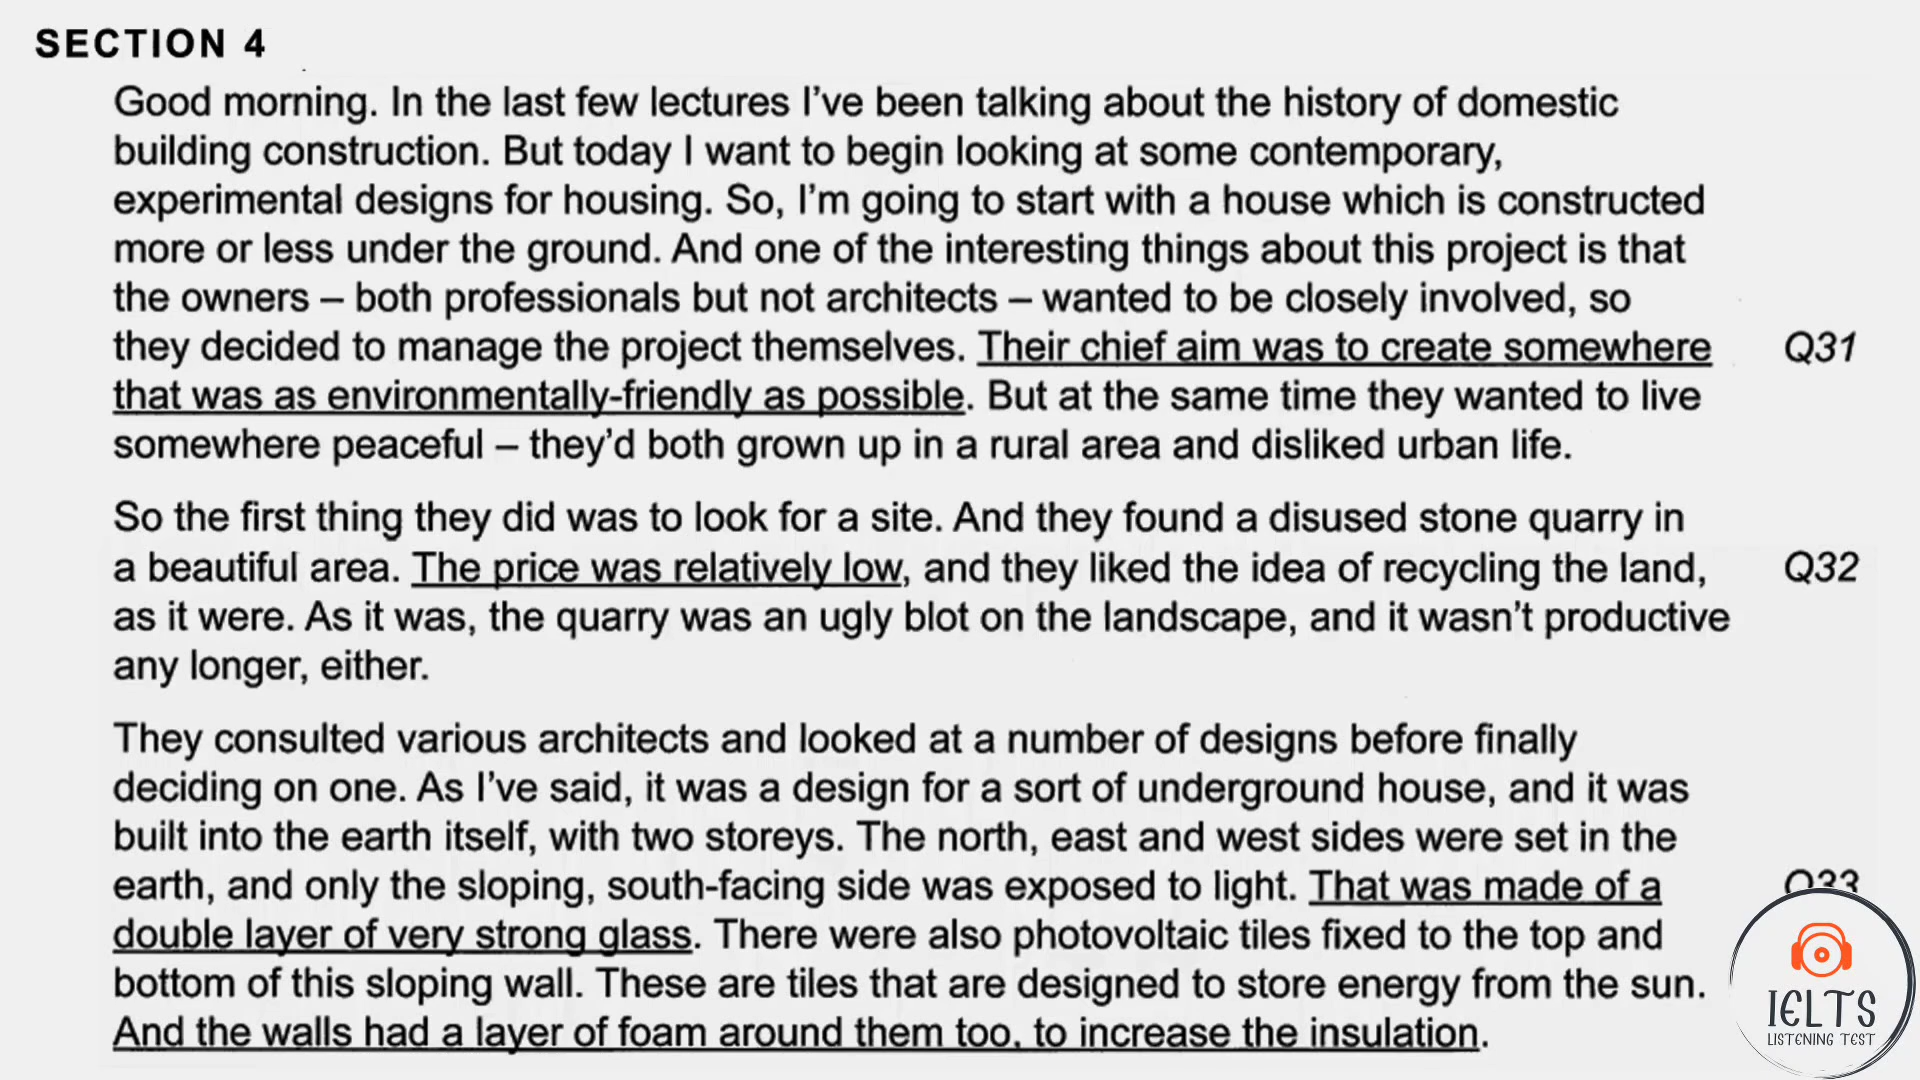 SECTION 4
Good morning. In the last few lectures I've been talking about the history of domestic
building construction. But today I want to begin looking at some contemporary,
experimental designs for housing. So, I'm going to start with a house which is constructed
more or less under the ground. And one of the interesting things about this project is that
the owners – both professionals but not architects – wanted to be closely involved, so
they decided to manage the project themselves. Their chief aim was to create somewhere Q31
that was as environmentally-friendly as possible. But at the same time they wanted to live
somewhere peaceful – they'd both grown up in a rural area and disliked urban life.
So the first thing they did was to look for a site. And they found a disused stone quarry in
a beautiful area. The price was relatively low, and they liked the idea of recycling the land, Q32
as it were. As it was, the quarry was an ugly blot on the landscape, and it wasn't productive
any longer, either.
They consulted various architects and looked at a number of designs before finally
deciding on one. As I've said, it was a design for a sort of underground house, and it was
built into the earth itself, with two storeys. The north, east and west sides were set in the
earth, and only the sloping, south-facing side was exposed to light. That was made of a Q33
double layer of very strong glass. There were also photovoltaic tiles fixed to the top and
bottom of this sloping wall. These are tiles that are designed to store energy from the sun.
And the walls had a layer of foam around them too, to increase the insulation.
IELTS
LISTENING TEST